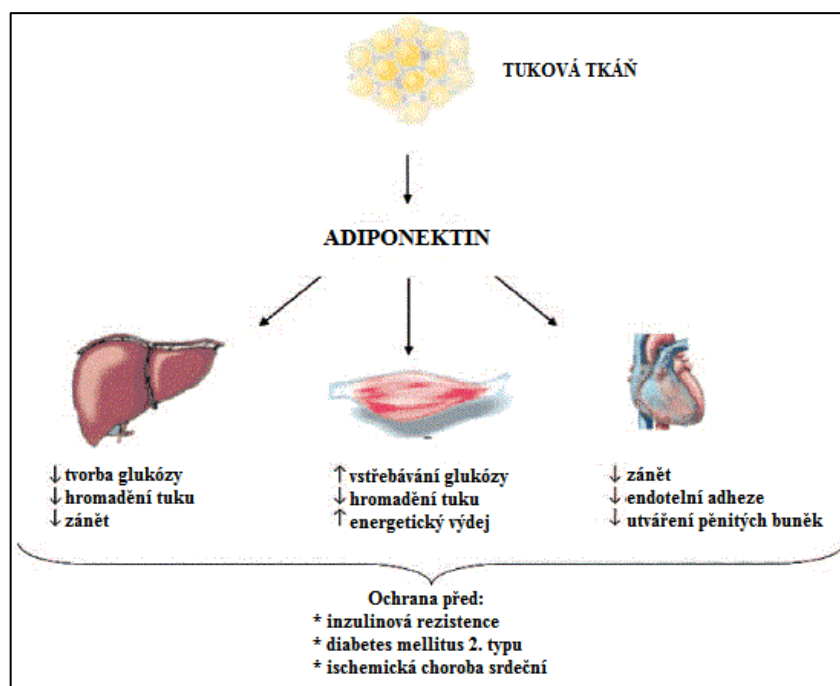 TUKOVÁ TKÁŇ
ADIPONEKTIN
↓ tvorba glukózy
↓ hromadění tuku
↓ zánět
↑ vstřebávání glukózy
↓ hromadění tuku
↑ energetický výdej
↓ zánět
↓ endotelní adheze
↓ utváření pěnitých buněk
Ochrana před:
* inzulinová rezistence
* diabetes mellitus 2. typu
* ischemická choroba srdeční